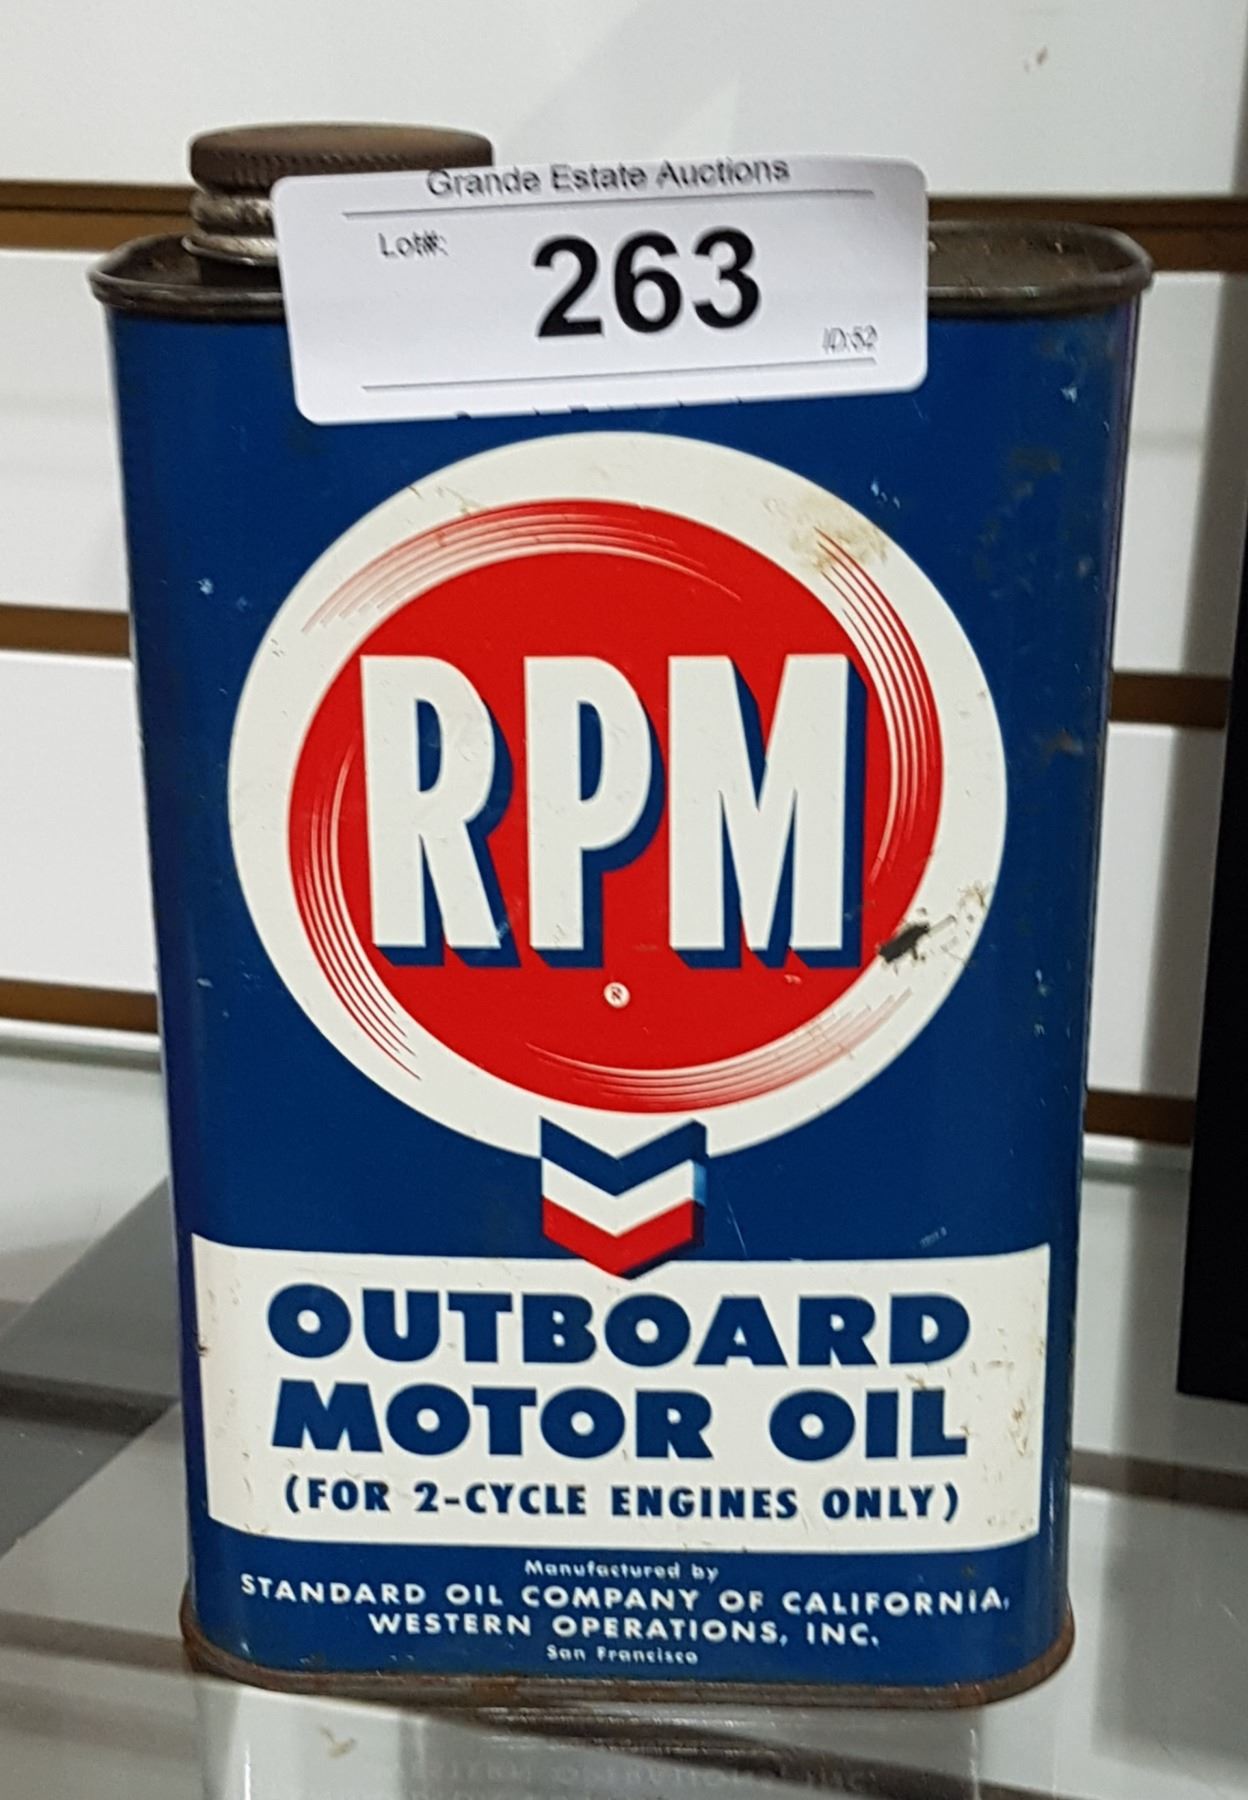 Grande Estate Auctions
Lot#:
263
ID:52
RPM
®
OUTBOARD
MOTOR OIL
(FOR 2-CYCLE ENGINES ONLY)
Manufactured by
STANDARD OIL COMPANY OF CALIFORNIA,
WESTERN OPERATIONS, INC.
San Francisco